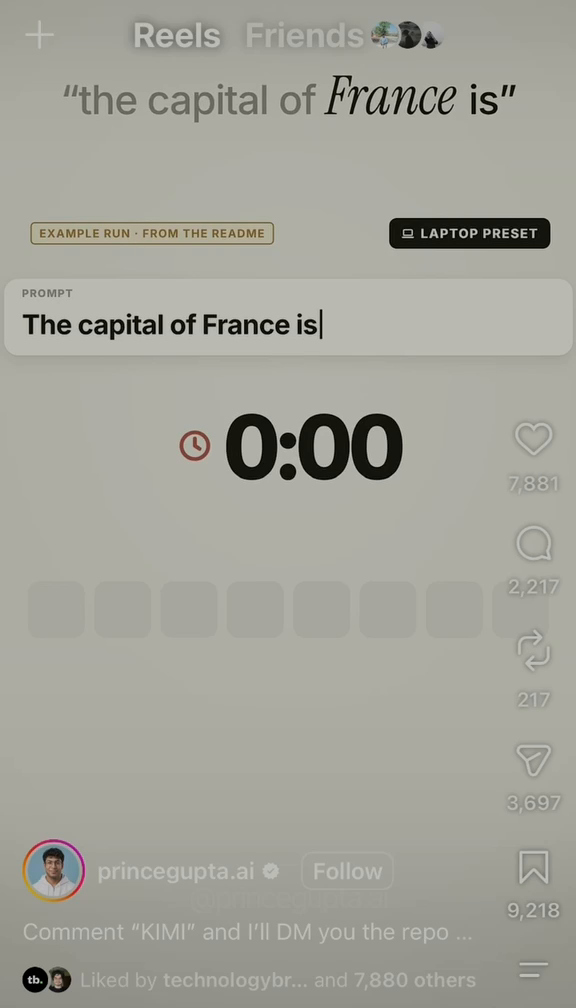 Reels Friends
“the capital of France is”
EXAMPLE RUN · FROM THE README
LAPTOP PRESET
PROMPT
The capital of France is
0:00
7,881
2,217
217
3,697
9,218
princegupta.ai
Follow
@princegupta.ai
Comment “KIMI” and I’ll DM you the repo ...
tb.
Liked by technologybr... and 7,880 others